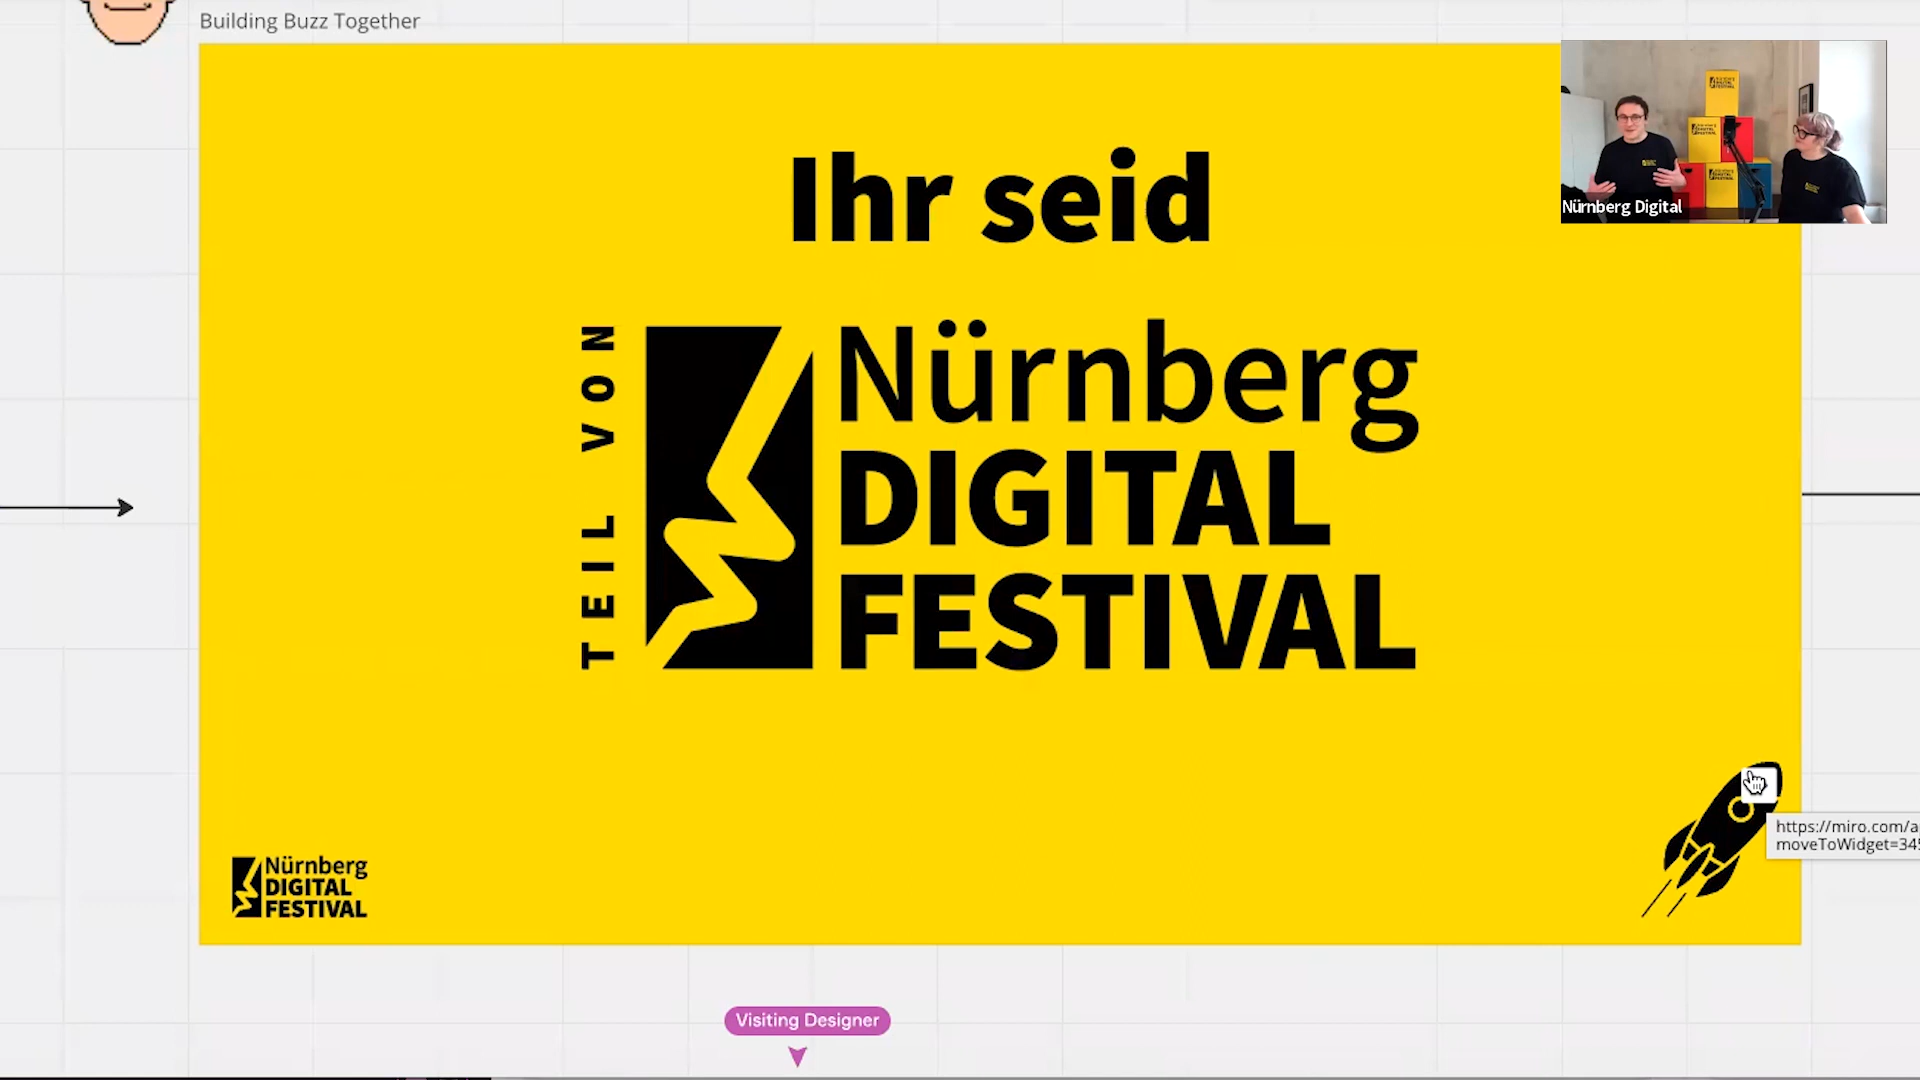 Building Buzz Together
Ihr seid
TEIL VON
Nürnberg
DIGITAL
FESTIVAL
Nürnberg Digital
Nürnberg
DIGITAL
FESTIVAL
https://miro.com/a
moveToWidget=345
Visiting Designer